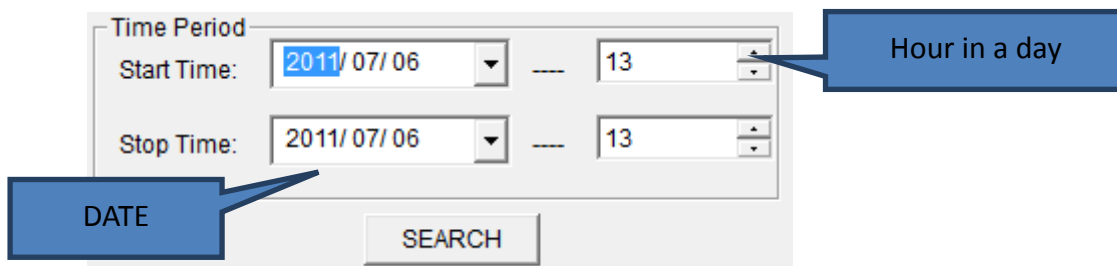 Time Period
Start Time: 2011/ 07/ 06 ---- 13
Hour in a day
Stop Time: 2011/ 07/ 06 ---- 13
DATE
SEARCH